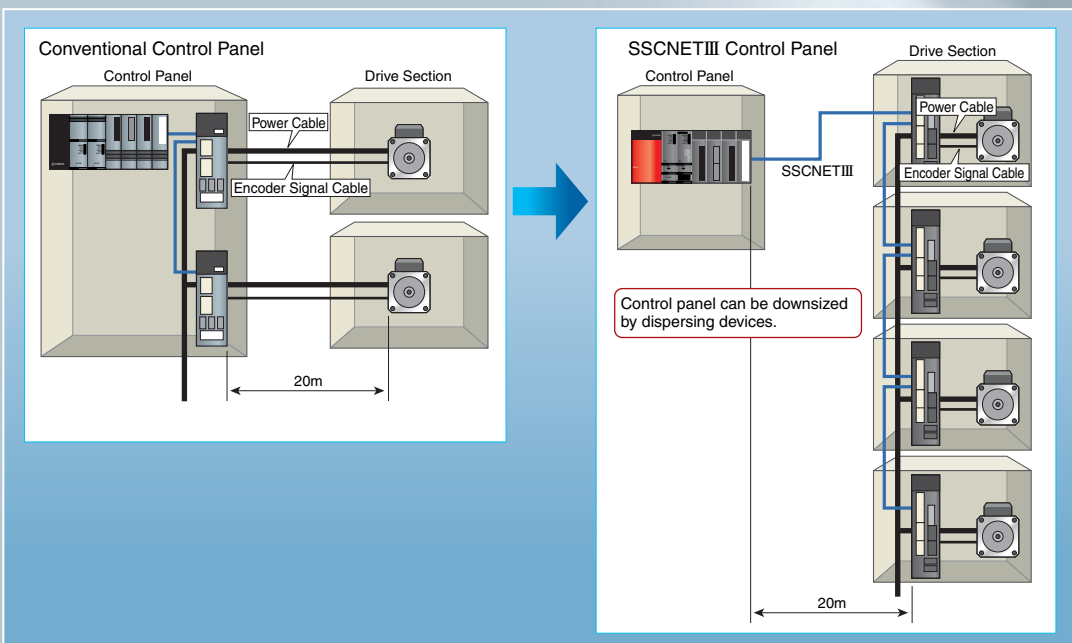 Conventional Control Panel
Control Panel
Drive Section
Power Cable
Encoder Signal Cable
20m
SSCNETⅢ Control Panel
Control Panel
Drive Section
Power Cable
SSCNETⅢ
Encoder Signal Cable
Control panel can be downsized
by dispersing devices.
20m